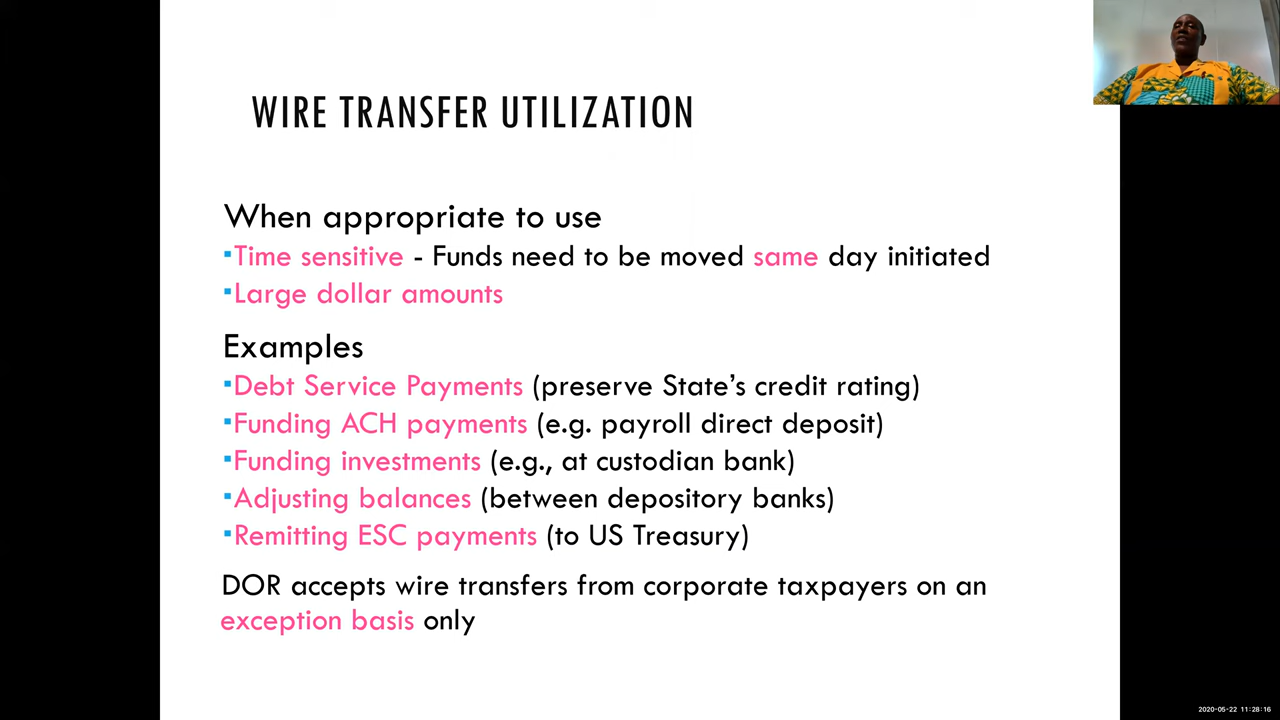 WIRE TRANSFER UTILIZATION
When appropriate to use
▪Time sensitive - Funds need to be moved same day initiated
▪Large dollar amounts
Examples
▪Debt Service Payments (preserve State’s credit rating)
▪Funding ACH payments (e.g. payroll direct deposit)
▪Funding investments (e.g., at custodian bank)
▪Adjusting balances (between depository banks)
▪Remitting ESC payments (to US Treasury)
DOR accepts wire transfers from corporate taxpayers on an
exception basis only
2020-05-22 11:28:16